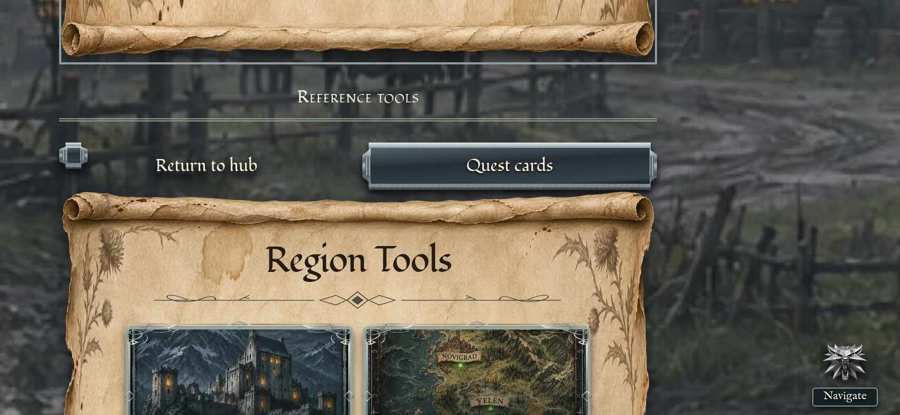 Reference tools
Return to hub
Quest cards
Region Tools
NOVIGRAD
VELEN
Navigate